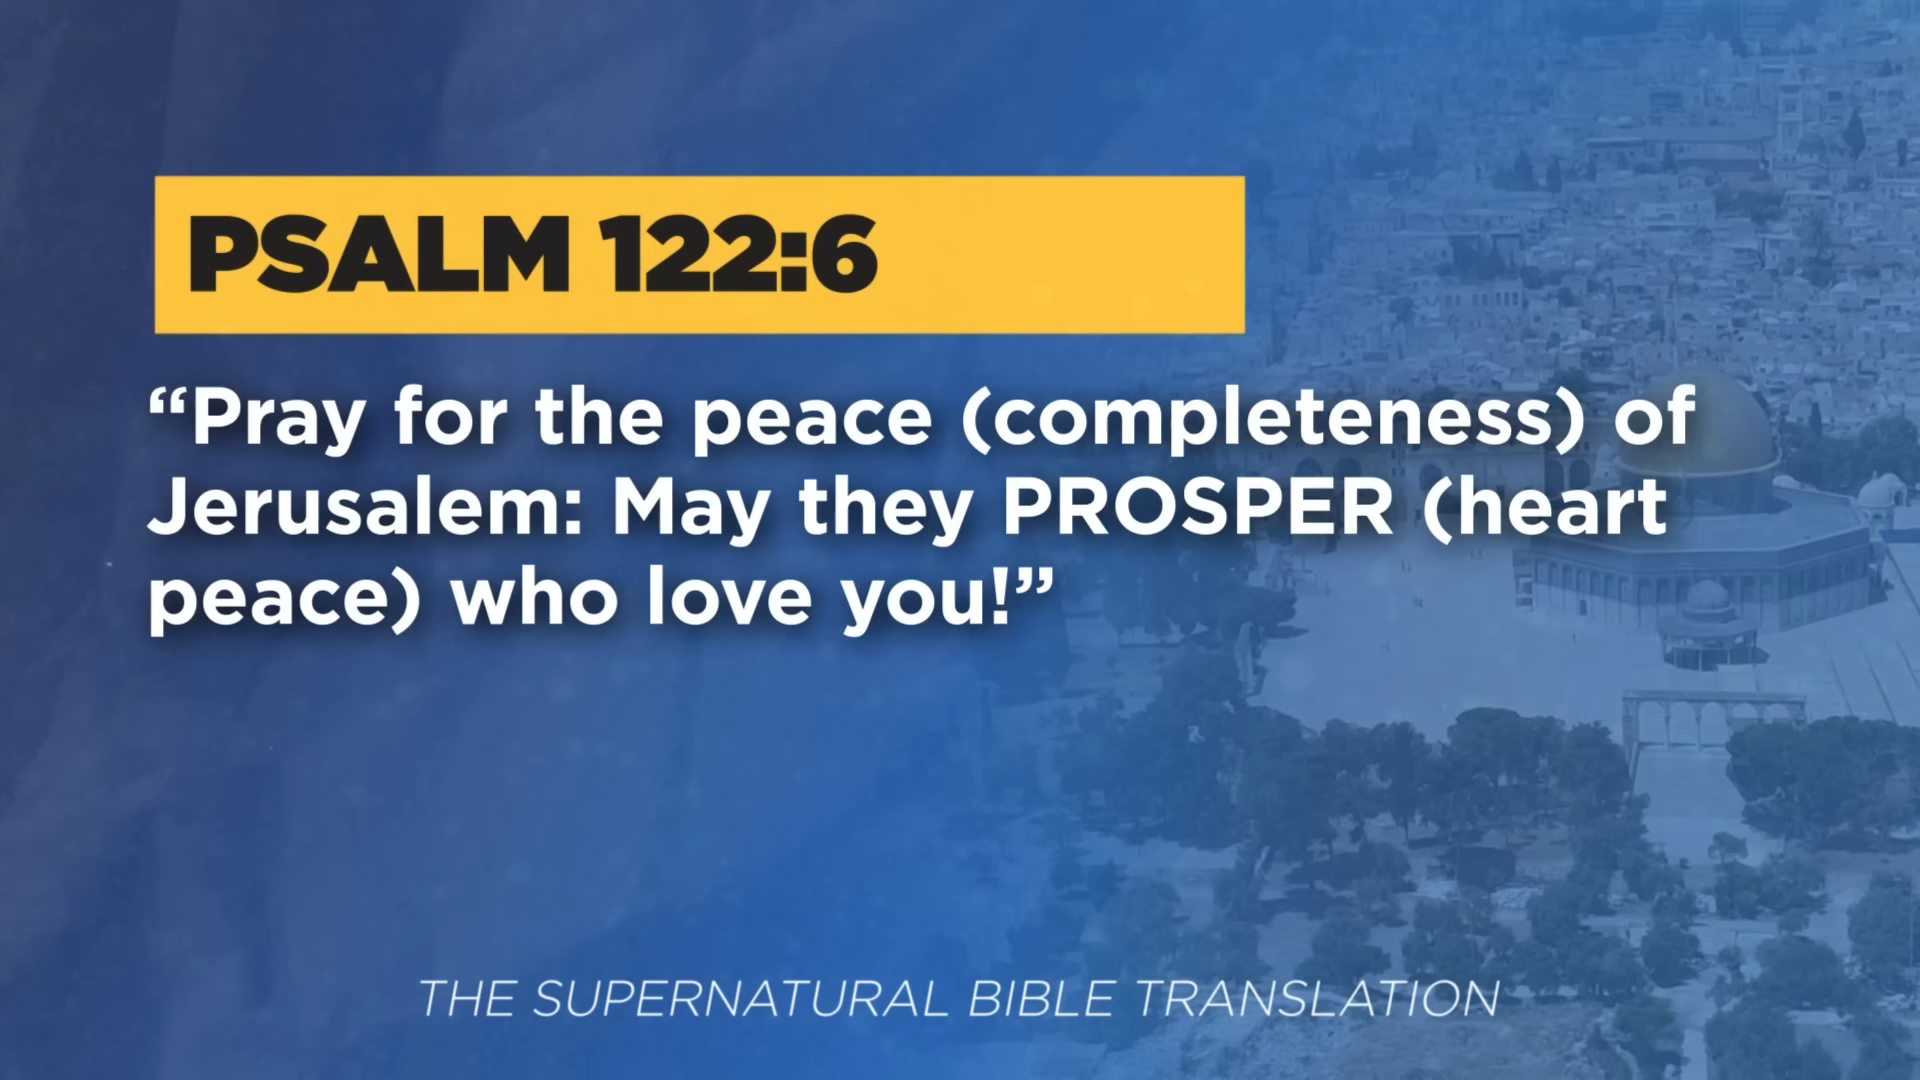 PSALM 122:6
“Pray for the peace (completeness) of
Jerusalem: May they PROSPER (heart
peace) who love you!”
THE SUPERNATURAL BIBLE TRANSLATION